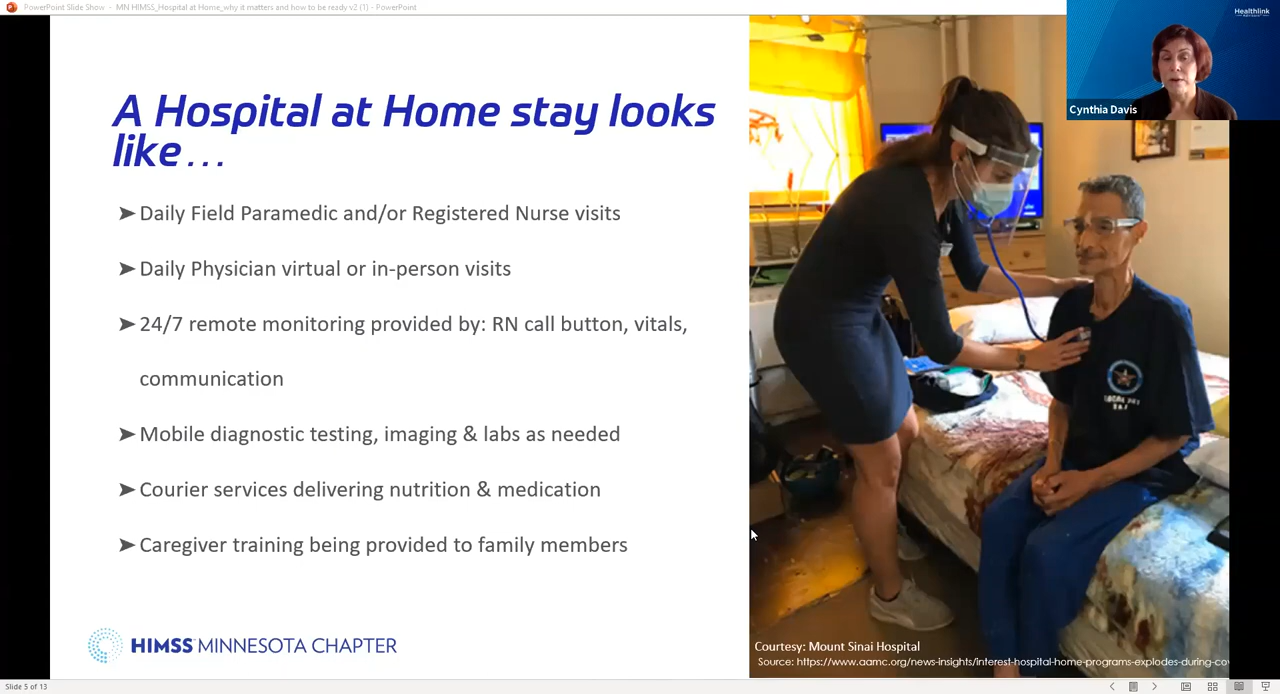 PowerPoint Slide Show - MN HIMSS_Hospital at Home_why it matters and how to be ready v2 (1) - PowerPoint
Healthlink
Cynthia Davis
A Hospital at Home stay looks
like…
➤ Daily Field Paramedic and/or Registered Nurse visits
➤ Daily Physician virtual or in-person visits
➤ 24/7 remote monitoring provided by: RN call button, vitals,
communication
➤ Mobile diagnostic testing, imaging & labs as needed
➤ Courier services delivering nutrition & medication
➤ Caregiver training being provided to family members
HIMSS MINNESOTA CHAPTER
Courtesy: Mount Sinai Hospital
Source: https://www.aamc.org/news-insights/interest-hospital-home-programs-explodes-during-co
Slide 5 of 13